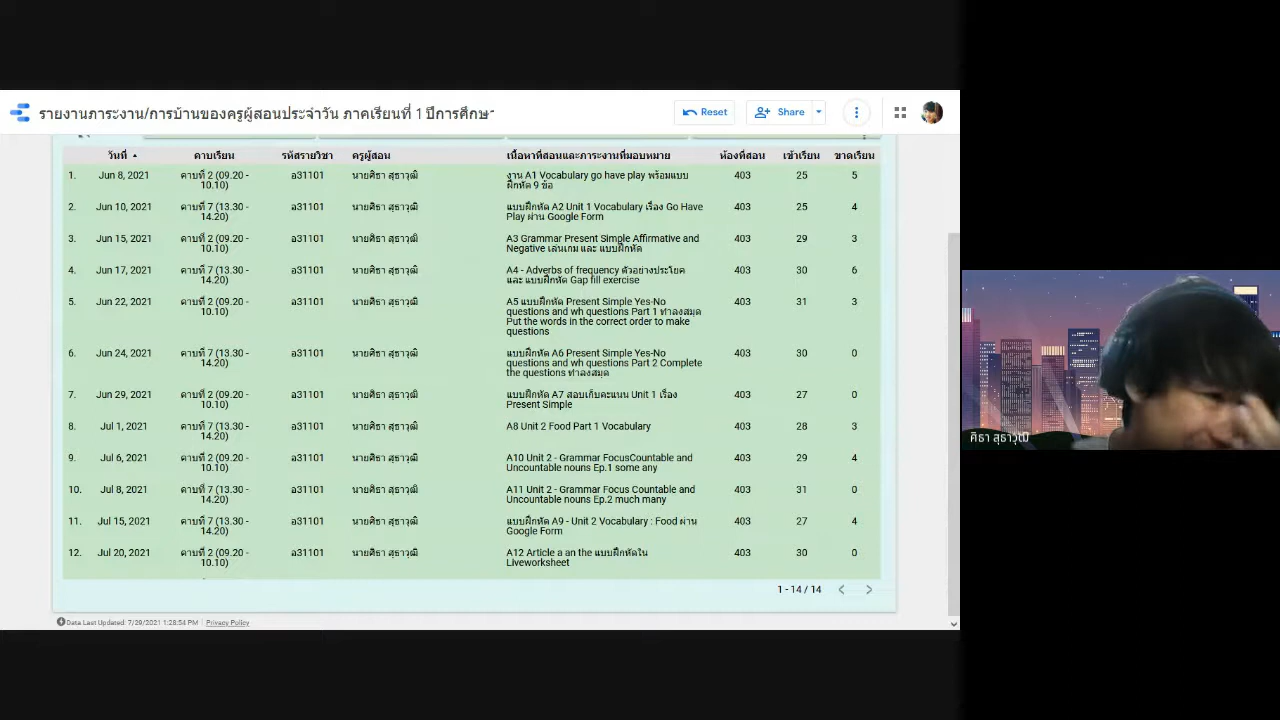 รายงานภาระงาน/การบ้านของครูผู้สอนประจำวัน ภาคเรียนที่ 1 ปีการศึกษา
Reset
Share
วันที่ คาบเรียน รหัสรายวิชา ครูผู้สอน เนื้อหาที่สอนและภาระงานที่มอบหมาย ห้องที่สอน เข้าเรียน ขาดเรียน
1. Jun 8, 2021 คาบที่ 2 (09.20 - อ31101 นายศิธา สุธาวุฒิ งาน A1 Vocabulary go have play พร้อมแบบ 403 25 5
10.10) ฝึกหัด 9 ข้อ
2. Jun 10, 2021 คาบที่ 7 (13.30 - อ31101 นายศิธา สุธาวุฒิ แบบฝึกหัด A2 Unit 1 Vocabulary เรื่อง Go Have 403 25 4
14.20) Play ผ่าน Google Form
3. Jun 15, 2021 คาบที่ 2 (09.20 - อ31101 นายศิธา สุธาวุฒิ A3 Grammar Present Simple Affirmative and 403 29 3
10.10) Negative เล่นเกม และ แบบฝึกหัด
4. Jun 17, 2021 คาบที่ 7 (13.30 - อ31101 นายศิธา สุธาวุฒิ A4 - Adverbs of frequency ตัวอย่างประโยค 403 30 6
14.20) และ แบบฝึกหัด Gap fill exercise
5. Jun 22, 2021 คาบที่ 2 (09.20 - อ31101 นายศิธา สุธาวุฒิ A5 แบบฝึกหัด Present Simple Yes-No 403 31 3
10.10) questions and wh questions Part 1 ทำลงสมุด
Put the words in the correct order to make
questions
6. Jun 24, 2021 คาบที่ 7 (13.30 - อ31101 นายศิธา สุธาวุฒิ แบบฝึกหัด A6 Present Simple Yes-No 403 30 0
14.20) questions and wh questions Part 2 Complete
the questions ทำลงสมุด
7. Jun 29, 2021 คาบที่ 2 (09.20 - อ31101 นายศิธา สุธาวุฒิ แบบฝึกหัด A7 สอบเก็บคะแนน Unit 1 เรื่อง 403 27 0
10.10) Present Simple
8. Jul 1, 2021 คาบที่ 7 (13.30 - อ31101 นายศิธา สุธาวุฒิ A8 Unit 2 Food Part 1 Vocabulary 403 28 3
14.20)
9. Jul 6, 2021 คาบที่ 2 (09.20 - อ31101 นายศิธา สุธาวุฒิ A10 Unit 2 - Grammar FocusCountable and 403 29 4
10.10) Uncountable nouns Ep.1 some any
10. Jul 8, 2021 คาบที่ 7 (13.30 - อ31101 นายศิธา สุธาวุฒิ A11 Unit 2 - Grammar Focus Countable and 403 31 0
14.20) Uncountable nouns Ep.2 much many
11. Jul 15, 2021 คาบที่ 7 (13.30 - อ31101 นายศิธา สุธาวุฒิ แบบฝึกหัด A9 - Unit 2 Vocabulary : Food ผ่าน 403 27 4
14.20) Google Form
12. Jul 20, 2021 คาบที่ 2 (09.20 - อ31101 นายศิธา สุธาวุฒิ A12 Article a an the แบบฝึกหัดใน 403 30 0
10.10) Liveworksheet
1 - 14 / 14
Data Last Updated: 7/29/2021 1:28:54 PM Privacy Policy
ศิธา สุธาวุฒิ